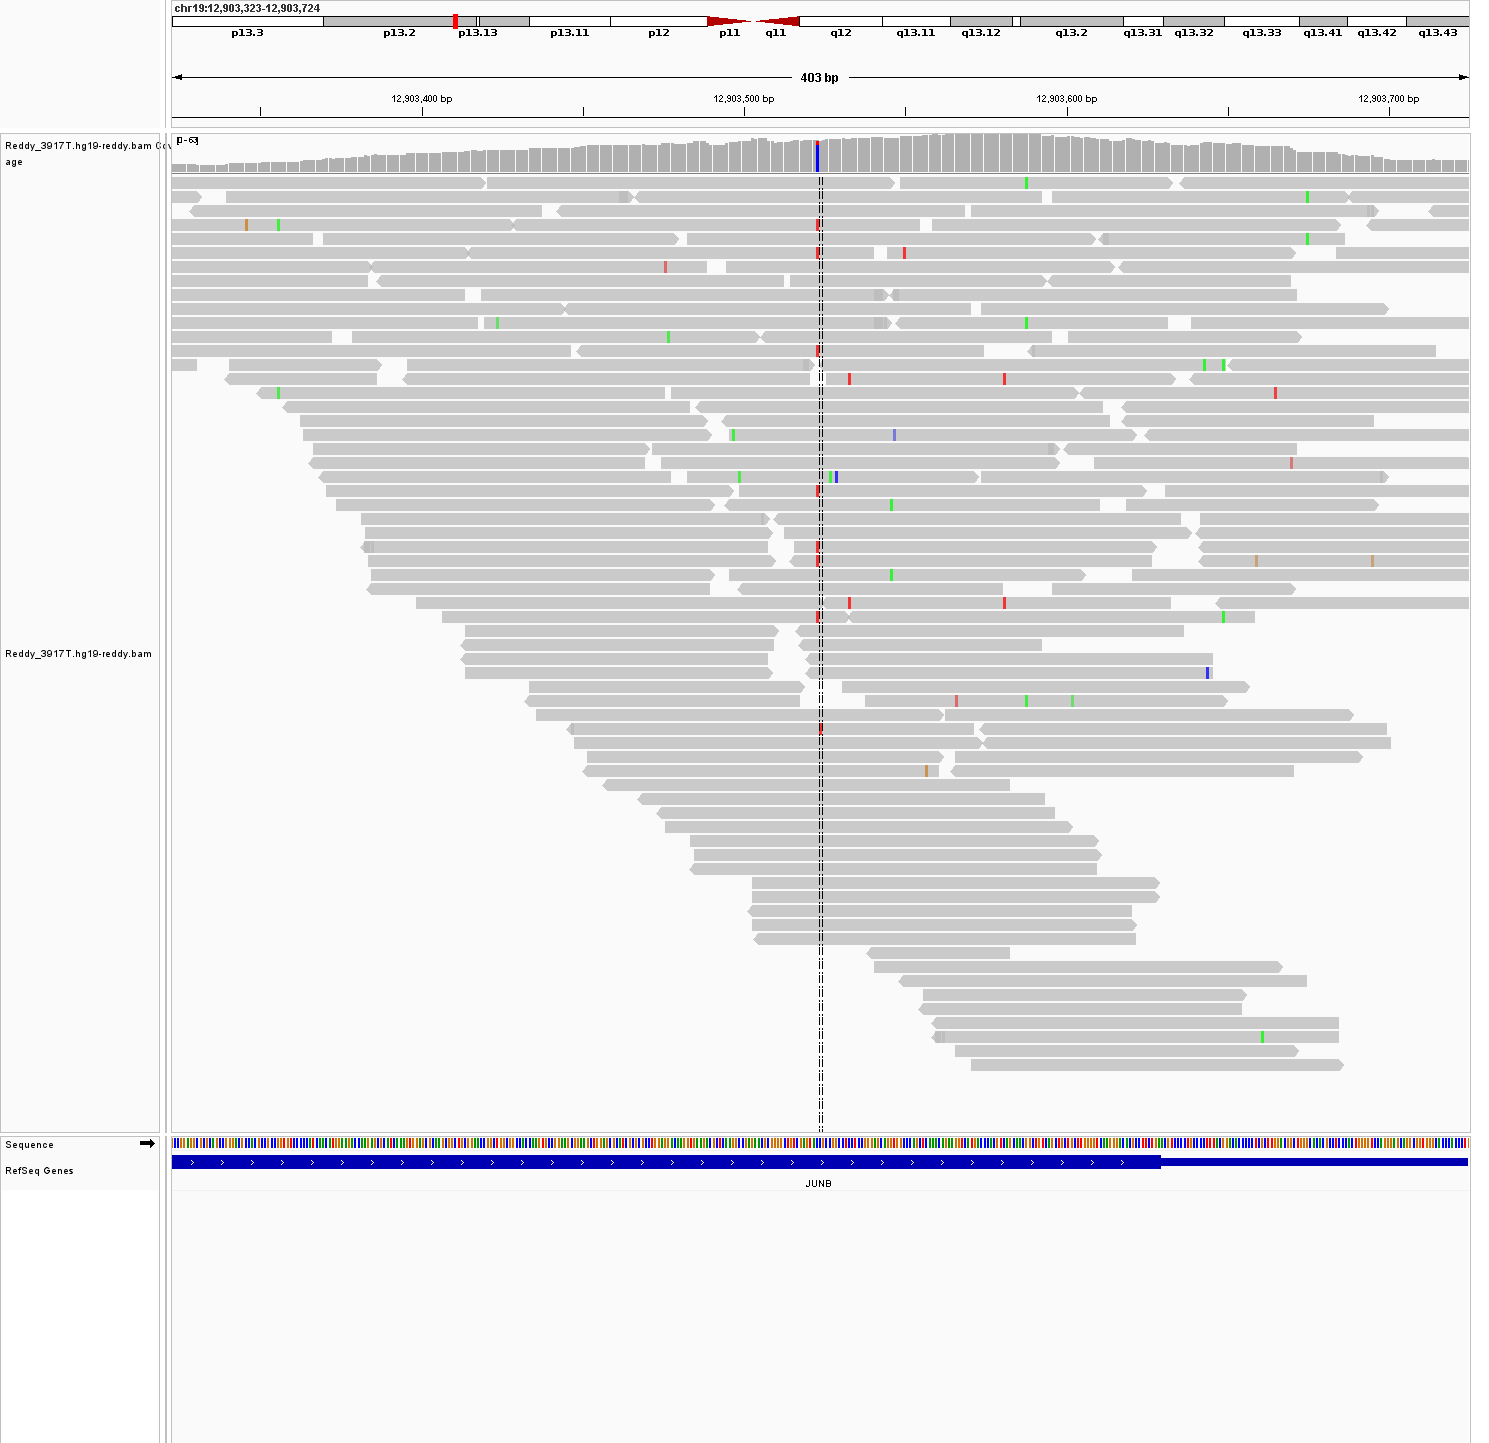 chr19:12,903,323-12,903,724
p13.3 p13.2 p13.13 p13.11 p12 p11 q11 q12 q13.11 q13.12 q13.2 q13.31 q13.32 q13.33 q13.41 q13.42 q13.43
403 bp
12,903,400 bp 12,903,500 bp 12,903,600 bp 12,903,700 bp
[0-63]
Reddy_3917T.hg19-reddy.bam Cov
age
Reddy_3917T.hg19-reddy.bam
Sequence
RefSeq Genes
JUNB